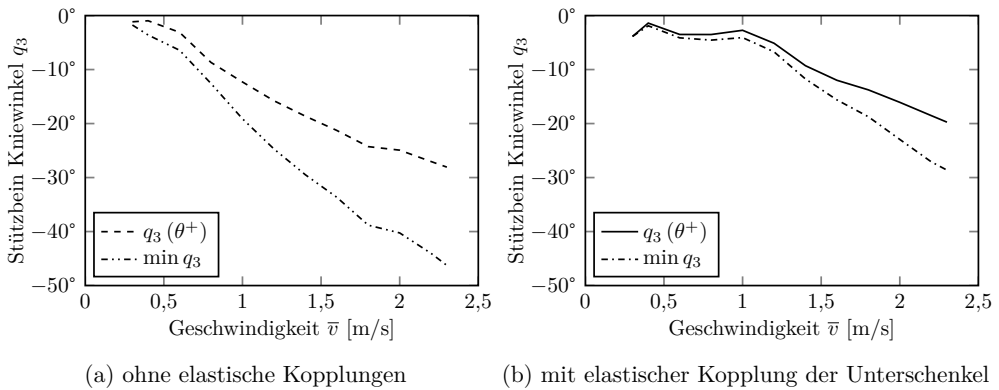 0°
−10°
−20°
−30°
−40°
−50°
Stützbein Kniewinkel q₃
q₃ (θ⁺)
min q₃
0 0,5 1 1,5 2 2,5
Geschwindigkeit v̅ [m/s]
(a) ohne elastische Kopplungen
0°
−10°
−20°
−30°
−40°
−50°
Stützbein Kniewinkel q₃
q₃ (θ⁺)
min q₃
0 0,5 1 1,5 2 2,5
Geschwindigkeit v̅ [m/s]
(b) mit elastischer Kopplung der Unterschenkel